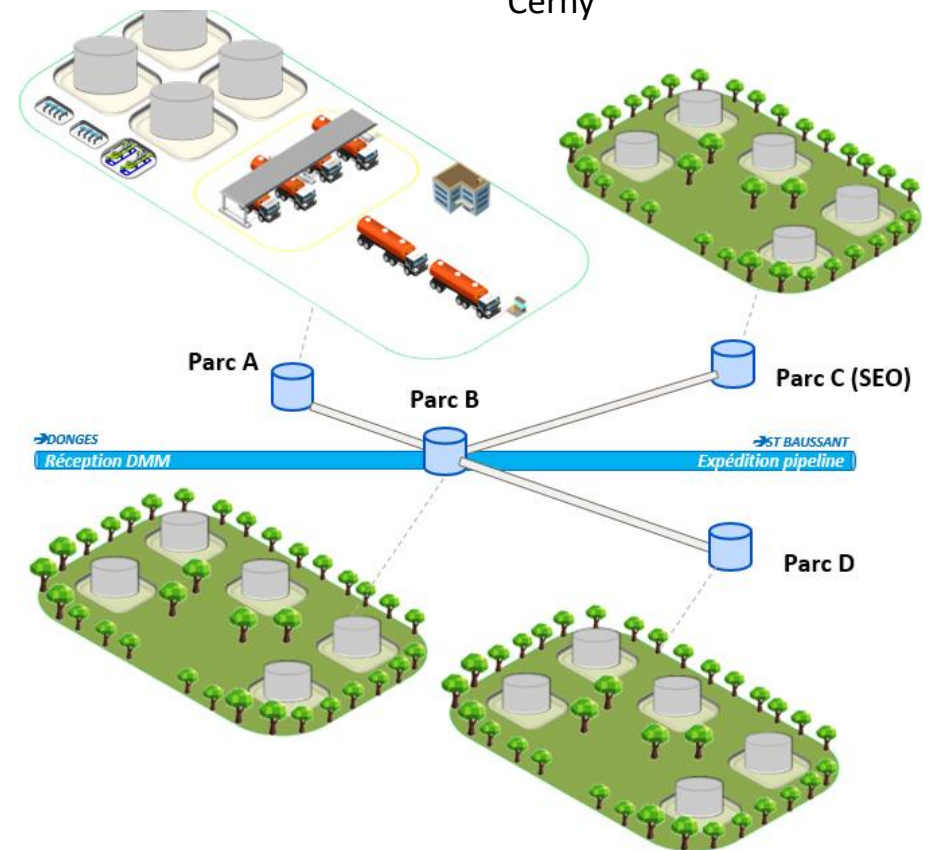 Cerny
Parc A
Parc B
Parc C (SEO)
DONGES
ST BAUSSANT
Réception DMM
Expédition pipeline
Parc D